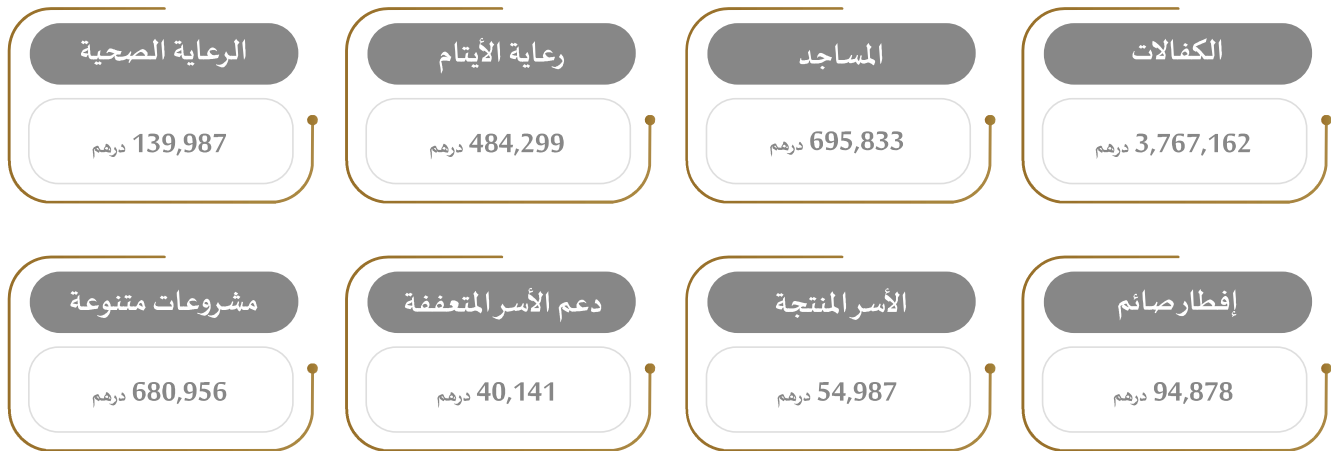 الكفالات
3,767,162 درهم
المساجد
695,833 درهم
رعاية الأيتام
484,299 درهم
الرعاية الصحية
139,987 درهم
إفطار صائم
94,878 درهم
الأسر المنتجة
54,987 درهم
دعم الأسر المتعففة
40,141 درهم
مشروعات متنوعة
680,956 درهم